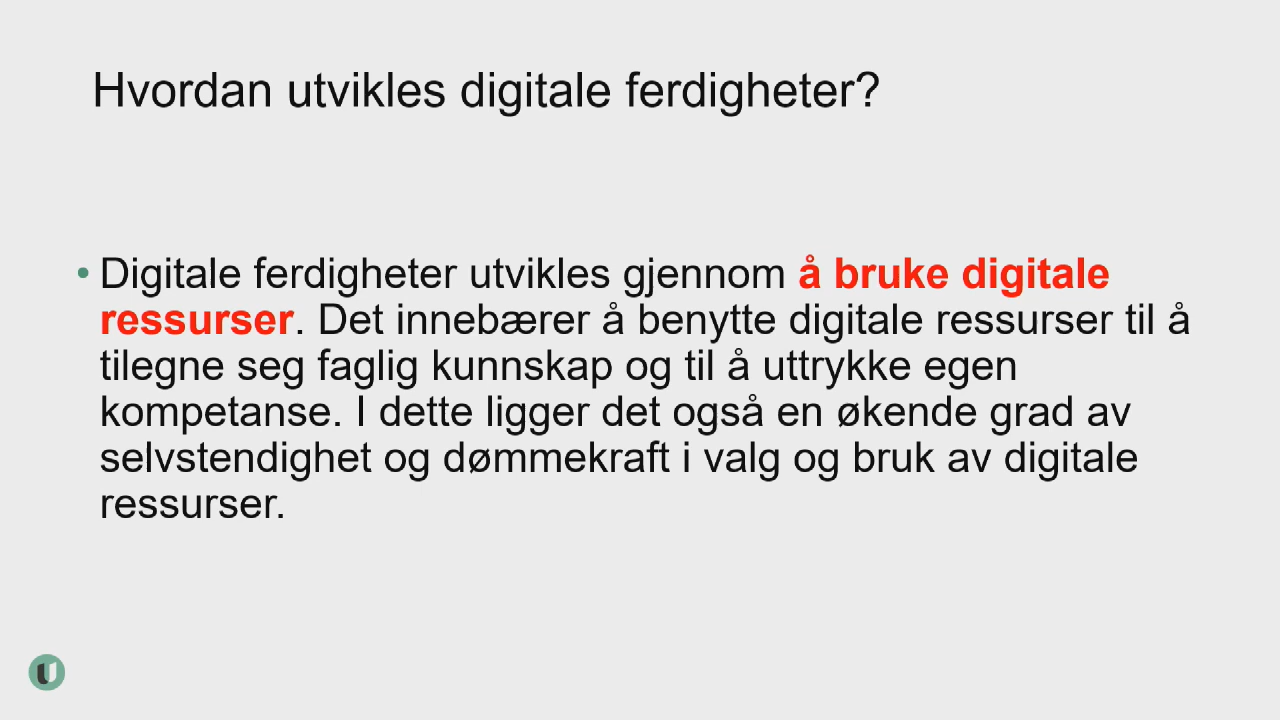 Hvordan utvikles digitale ferdigheter?
• Digitale ferdigheter utvikles gjennom å bruke digitale
ressurser. Det innebærer å benytte digitale ressurser til å
tilegne seg faglig kunnskap og til å uttrykke egen
kompetanse. I dette ligger det også en økende grad av
selvstendighet og dømmekraft i valg og bruk av digitale
ressurser.